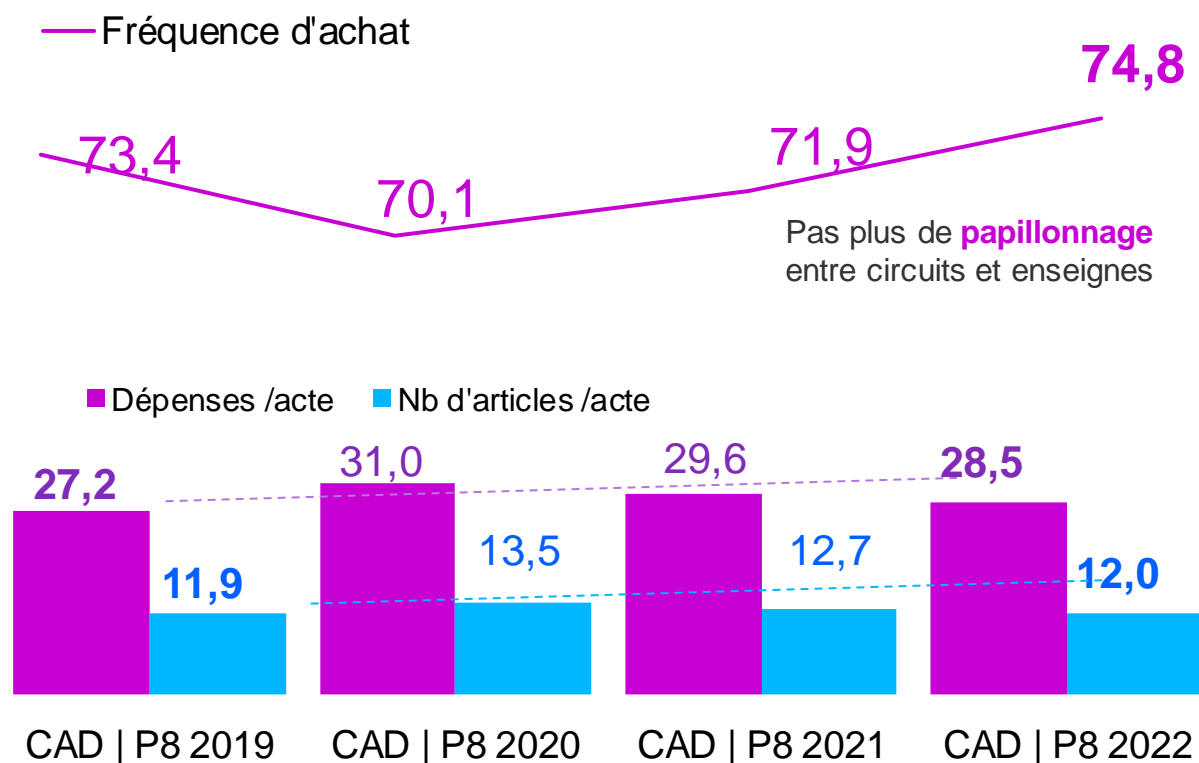 Fréquence d'achat
74,8
73,4
70,1
71,9
Pas plus de papillonnage
entre circuits et enseignes
Dépenses /acte Nb d'articles /acte
27,2
31,0
29,6
28,5
11,9
13,5
12,7
12,0
CAD | P8 2019 CAD | P8 2020 CAD | P8 2021 CAD | P8 2022